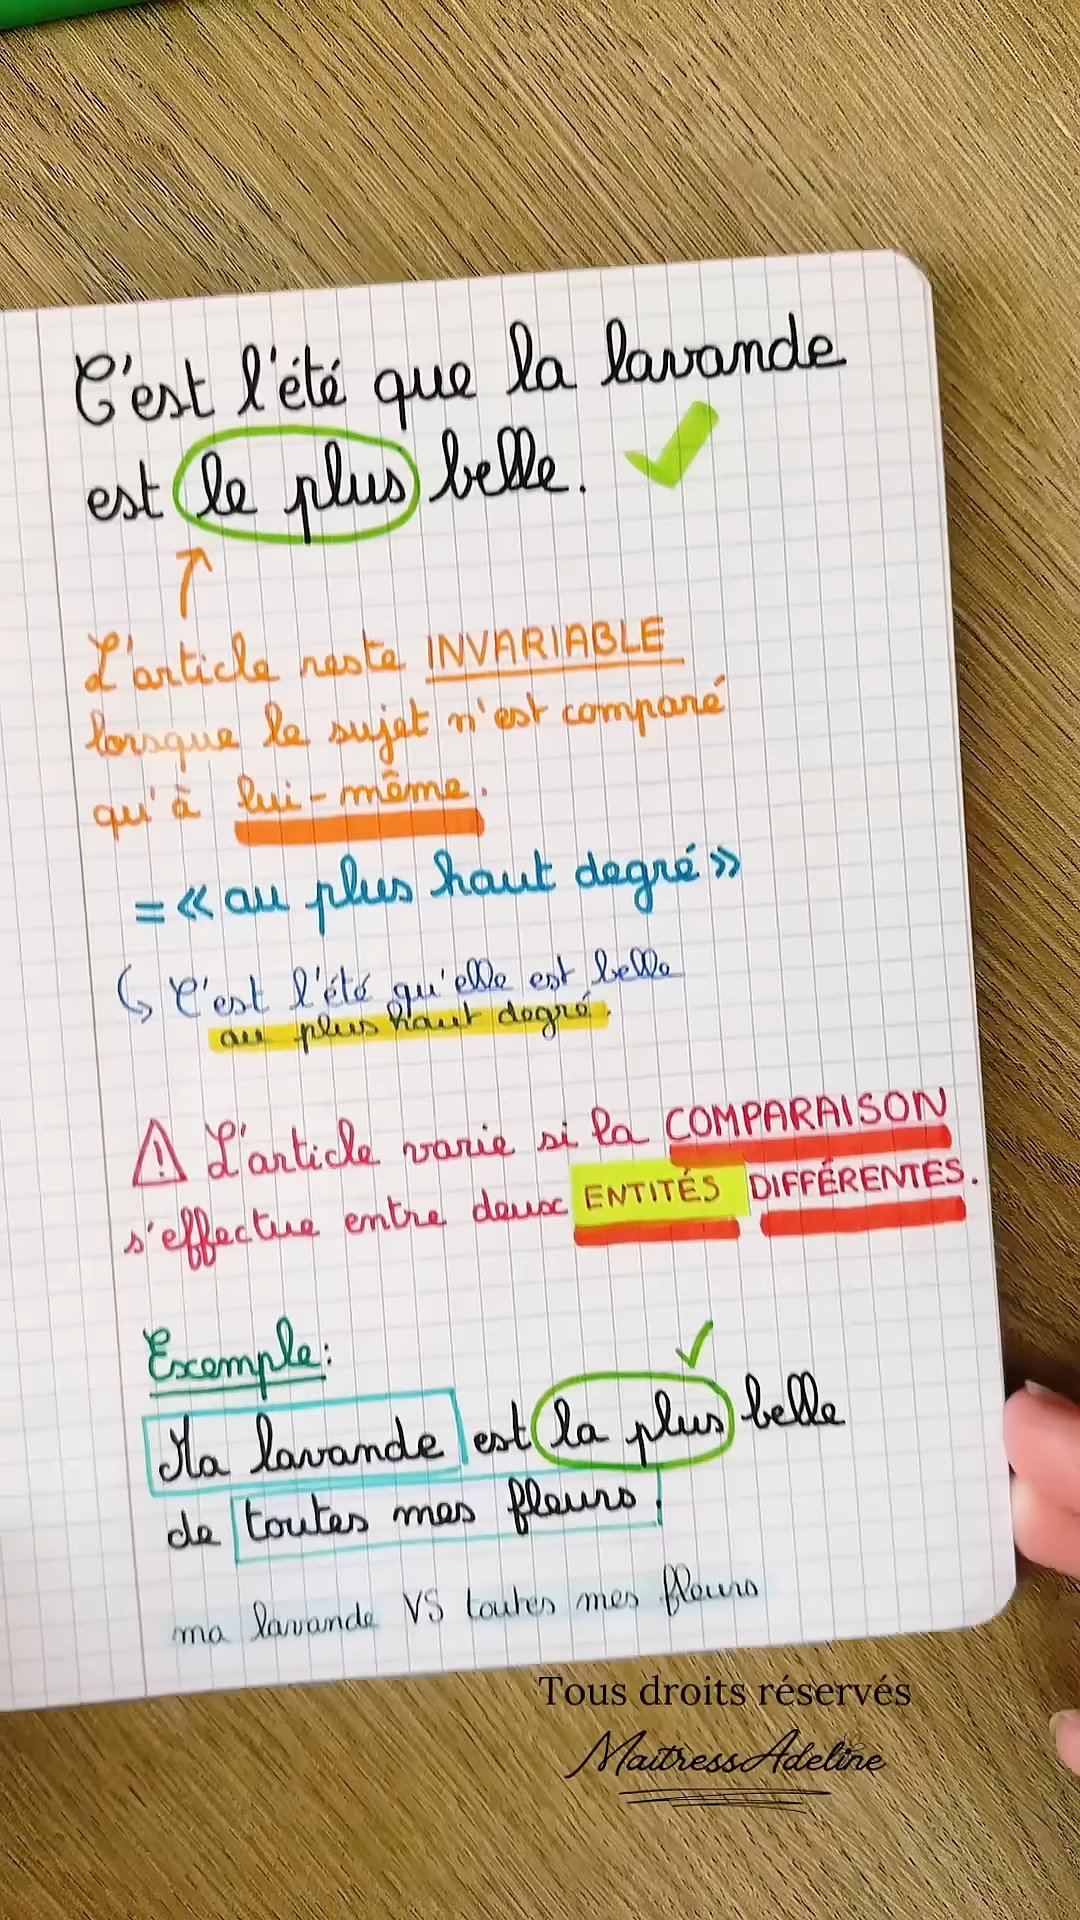 C'est l'été que la lavande
est le plus belle.
L'article reste INVARIABLE
lorsque le sujet n'est comparé
qu'à lui-même.
= « au plus haut degré »
C'est l'été qu'elle est belle
au plus haut degré.
L'article varie si la COMPARAISON
s'effectue entre deux ENTITÉS DIFFÉRENTES.
Exemple:
Ma lavande est la plus belle
de toutes mes fleurs.
ma lavande VS toutes mes fleurs
Tous droits réservés
MaitressAdeline